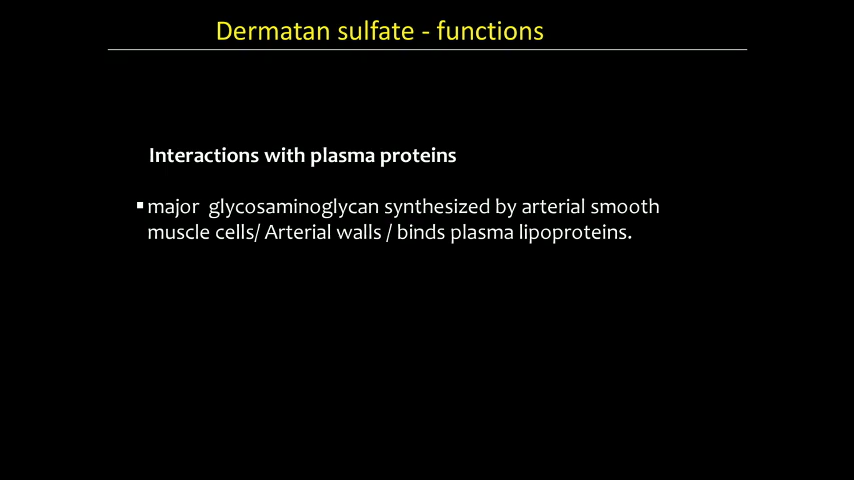 Dermatan sulfate - functions
Interactions with plasma proteins
▪major  glycosaminoglycan synthesized by arterial smooth
muscle cells/ Arterial walls / binds plasma lipoproteins.